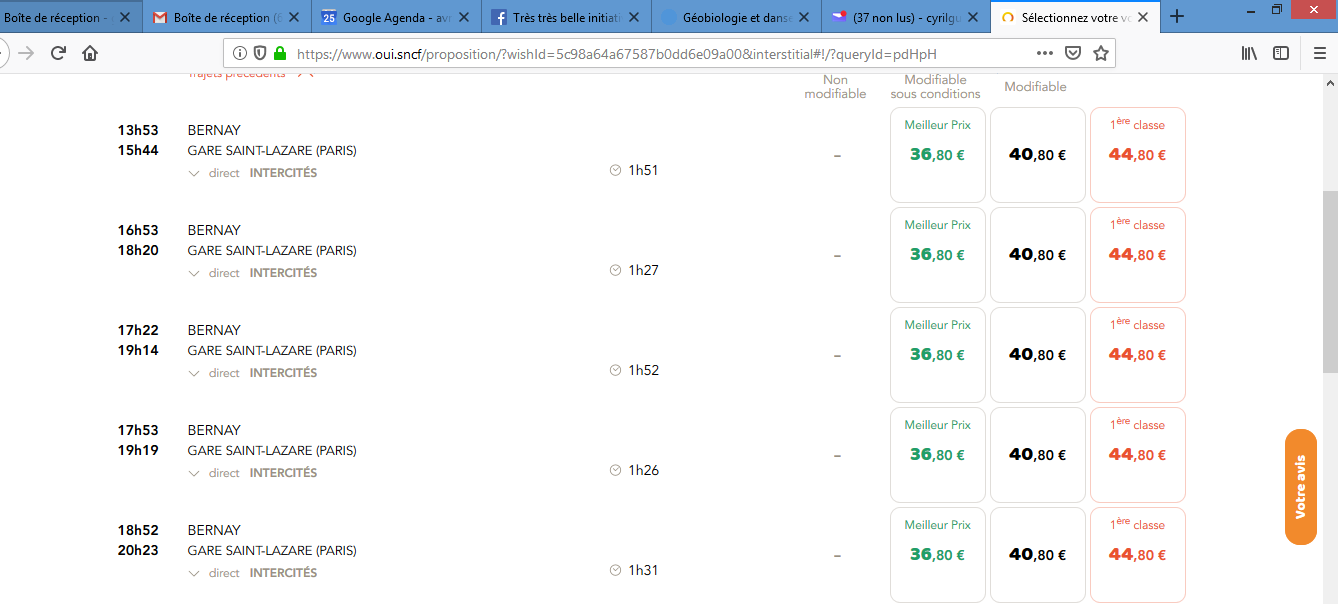 Boîte de réception -
Boîte de réception (6
25 Google Agenda - avr
Très très belle initiati
Géobiologie et danse
(37 non lus) - cyrilgu
Sélectionnez votre vo
https://www.oui.sncf/proposition/?wishId=5c98a64a67587b0dd6e09a00&interstitial#!/?queryId=pdHpH
Trajets précédents
Non modifiable
Modifiable sous conditions
Modifiable
13h53 BERNAY
15h44 GARE SAINT-LAZARE (PARIS)
direct INTERCITÉS
1h51
–
Meilleur Prix
36,80 €
40,80 €
1ère classe
44,80 €
16h53 BERNAY
18h20 GARE SAINT-LAZARE (PARIS)
direct INTERCITÉS
1h27
–
Meilleur Prix
36,80 €
40,80 €
1ère classe
44,80 €
17h22 BERNAY
19h14 GARE SAINT-LAZARE (PARIS)
direct INTERCITÉS
1h52
–
Meilleur Prix
36,80 €
40,80 €
1ère classe
44,80 €
17h53 BERNAY
19h19 GARE SAINT-LAZARE (PARIS)
direct INTERCITÉS
1h26
–
Meilleur Prix
36,80 €
40,80 €
1ère classe
44,80 €
18h52 BERNAY
20h23 GARE SAINT-LAZARE (PARIS)
direct INTERCITÉS
1h31
–
Meilleur Prix
36,80 €
40,80 €
1ère classe
44,80 €
Votre avis